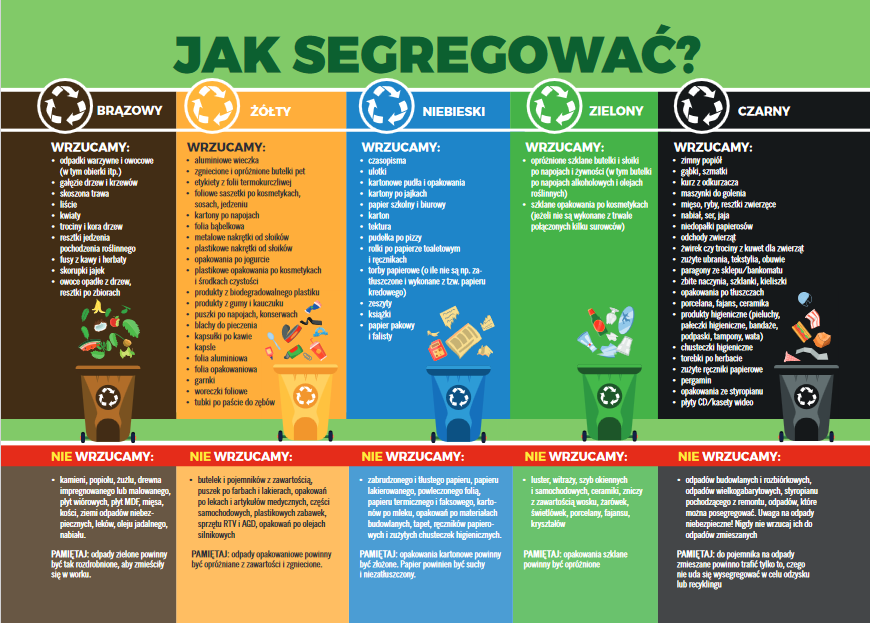 JAK SEGREGOWAĆ?
BRĄZOWY
WRZUCAMY:
• odpadki warzywne i owocowe
(w tym obierki itp.)
• gałęzie drzew i krzewów
• skoszona trawa
• liście
• kwiaty
• trociny i kora drzew
• resztki jedzenia
pochodzenia roślinnego
• fusy z kawy i herbaty
• skorupki jajek
• owoce opadłe z drzew,
resztki po zbiorach
ŻÓŁTY
WRZUCAMY:
• aluminiowe wieczka
• zgniecione i opróżnione butelki pet
• etykiety z folii termokurczliwej
• foliowe saszetki po kosmetykach,
sosach, jedzeniu
• kartony po napojach
• folia bąbelkowa
• metalowe nakrętki od słoików
• plastikowe nakrętki od słoików
• opakowania po jogurcie
• plastikowe opakowania po kosmetykach
i środkach czystości
• produkty z biodegradowalnego plastiku
• produkty z gumy i kauczuku
• puszki po napojach, konserwach
• blachy do pieczenia
• kapsułki po kawie
• kapsle
• folia aluminiowa
• folia opakowaniowa
• garnki
• woreczki foliowe
• tubki po paście do zębów
NIEBIESKI
WRZUCAMY:
• czasopisma
• ulotki
• kartonowe pudła i opakowania
• kartony po jajkach
• papier szkolny i biurowy
• karton
• tektura
• pudełka po pizzy
• rolki po papierze toaletowym
i ręcznikach
• torby papierowe (o ile nie są np. za-
tłuszczone i wykonane z tzw. papieru
kredowego)
• zeszyty
• książki
• papier pakowy
i falisty
ZIELONY
WRZUCAMY:
• opróżnione szklane butelki i słoiki
po napojach i żywności (w tym butelki
po napojach alkoholowych i olejach
roślinnych)
• szklane opakowania po kosmetykach
(jeżeli nie są wykonane z trwale
połączonych kilku surowców)
CZARNY
WRZUCAMY:
• zimny popiół
• gąbki, szmatki
• kurz z odkurzacza
• maszynki do golenia
• mięso, ryby, resztki zwierzęce
• nabiał, ser, jaja
• niedopałki papierosów
• odchody zwierząt
• żwirek czy trociny z kuwet dla zwierząt
• zużyte ubrania, tekstylia, obuwie
• paragony ze sklepu/bankomatu
• zbite naczynia, szklanki, kieliszki
• opakowania po tłuszczach
• porcelana, fajans, ceramika
• produkty higieniczne (pieluchy,
pałeczki higieniczne, bandaże,
podpaski, tampony, wata)
• chusteczki higieniczne
• torebki po herbacie
• zużyte ręczniki papierowe
• pergamin
• opakowania ze styropianu
• płyty CD/kasety wideo
NIE WRZUCAMY:
• kamieni, popiołu, żużlu, drewna
impregnowanego lub malowanego,
płyt wiórowych, płyt MDF, mięsa,
kości, ziemi odpadów niebez-
piecznych, leków, oleju jadalnego,
nabiału.
PAMIĘTAJ: odpady zielone powinny
być tak rozdrobnione, aby zmieściły
się w worku.
NIE WRZUCAMY:
• butelek i pojemników z zawartością,
puszek po farbach i lakierach, opakowań
po lekach i artykułów medycznych, części
samochodowych, plastikowych zabawek,
sprzętu RTV i AGD, opakowań po olejach
silnikowych
PAMIĘTAJ: odpady opakowaniowe powinny
być opróżniane z zawartości i zgniecione.
NIE WRZUCAMY:
• zabrudzonego i tłustego papieru, papieru
lakierowanego, powleczonego folią,
papieru termicznego i faksowego, karto-
nów po mleku, opakowań po materiałach
budowlanych, tapet, ręczników papiero-
wych i zużytych chusteczek higienicznych.
PAMIĘTAJ: opakowania kartonowe powinny
być złożone. Papier powinien być suchy
i niezatłuszczony.
NIE WRZUCAMY:
• luster, witraży, szyb okiennych
i samochodowych, ceramiki, zniczy
z zawartością wosku, żarówek,
świetlówek, porcelany, fajansu,
kryształów
PAMIĘTAJ: opakowania szklane
powinny być opróżnione
NIE WRZUCAMY:
• odpadów budowlanych i rozbiórkowych,
odpadów wielkogabarytowych, styropianu
pochodzącego z remontu, odpadów, które
można posegregować. Uwaga na odpady
niebezpieczne! Nigdy nie wrzucaj ich do
odpadów zmieszanych
PAMIĘTAJ: do pojemnika na odpady
zmieszane powinno trafić tylko to, czego
nie uda się wysegregować w celu odzysku
lub recyklingu